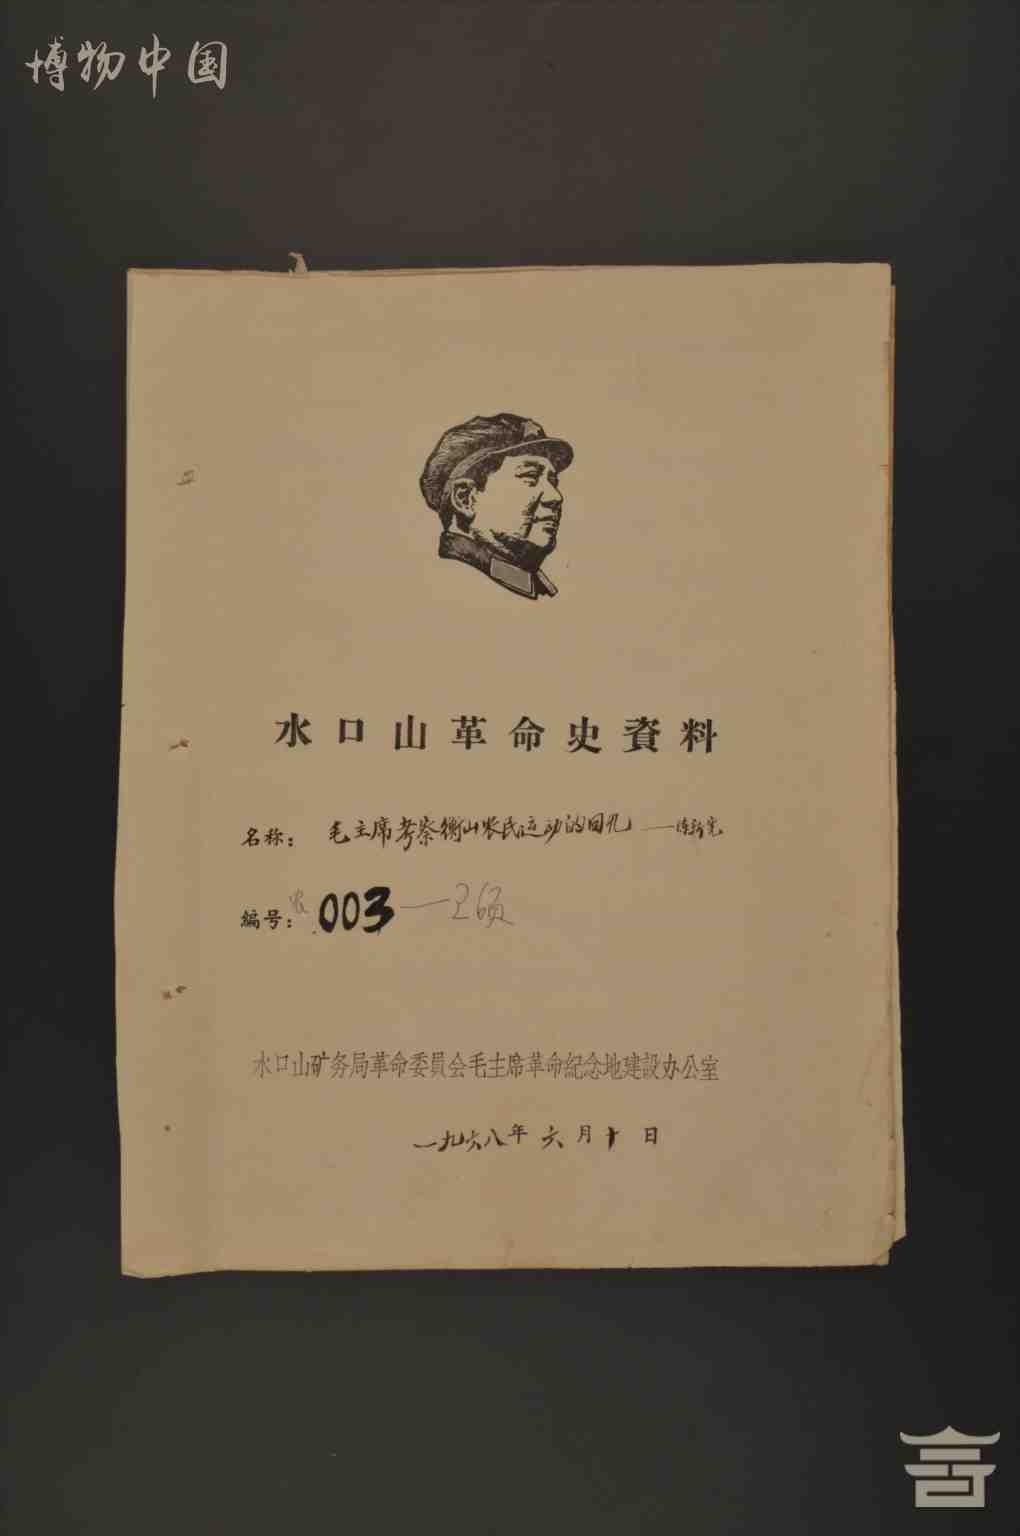 博物中国
水口山革命史資料
名称： 毛主席考察衡山农民运动的回忆 ——
編号： 农 003
水口山矿务局革命委員会毛主席革命紀念地建設办公室
一九六八年六月十日